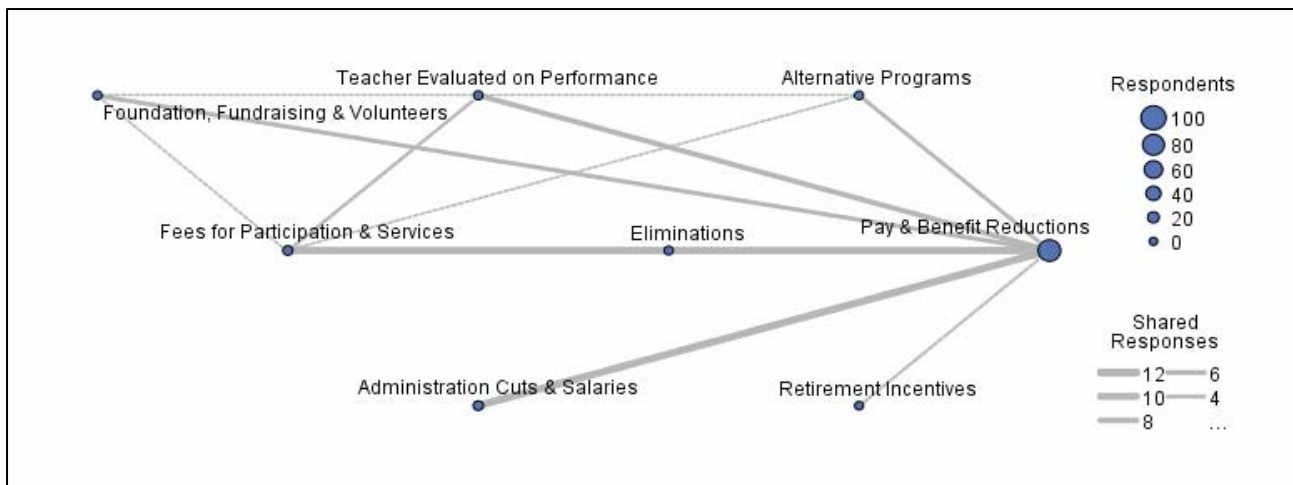 Teacher Evaluated on Performance
Alternative Programs
Foundation, Fundraising & Volunteers
Fees for Participation & Services
Eliminations
Pay & Benefit Reductions
Administration Cuts & Salaries
Retirement Incentives
Respondents
100
80
60
40
20
0
Shared
Responses
12 6
10 4
8 ...